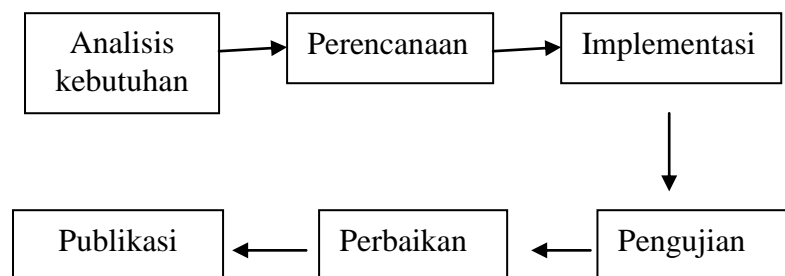 Analisis
kebutuhan
Perencanaan
Implementasi
Pengujian
Perbaikan
Publikasi